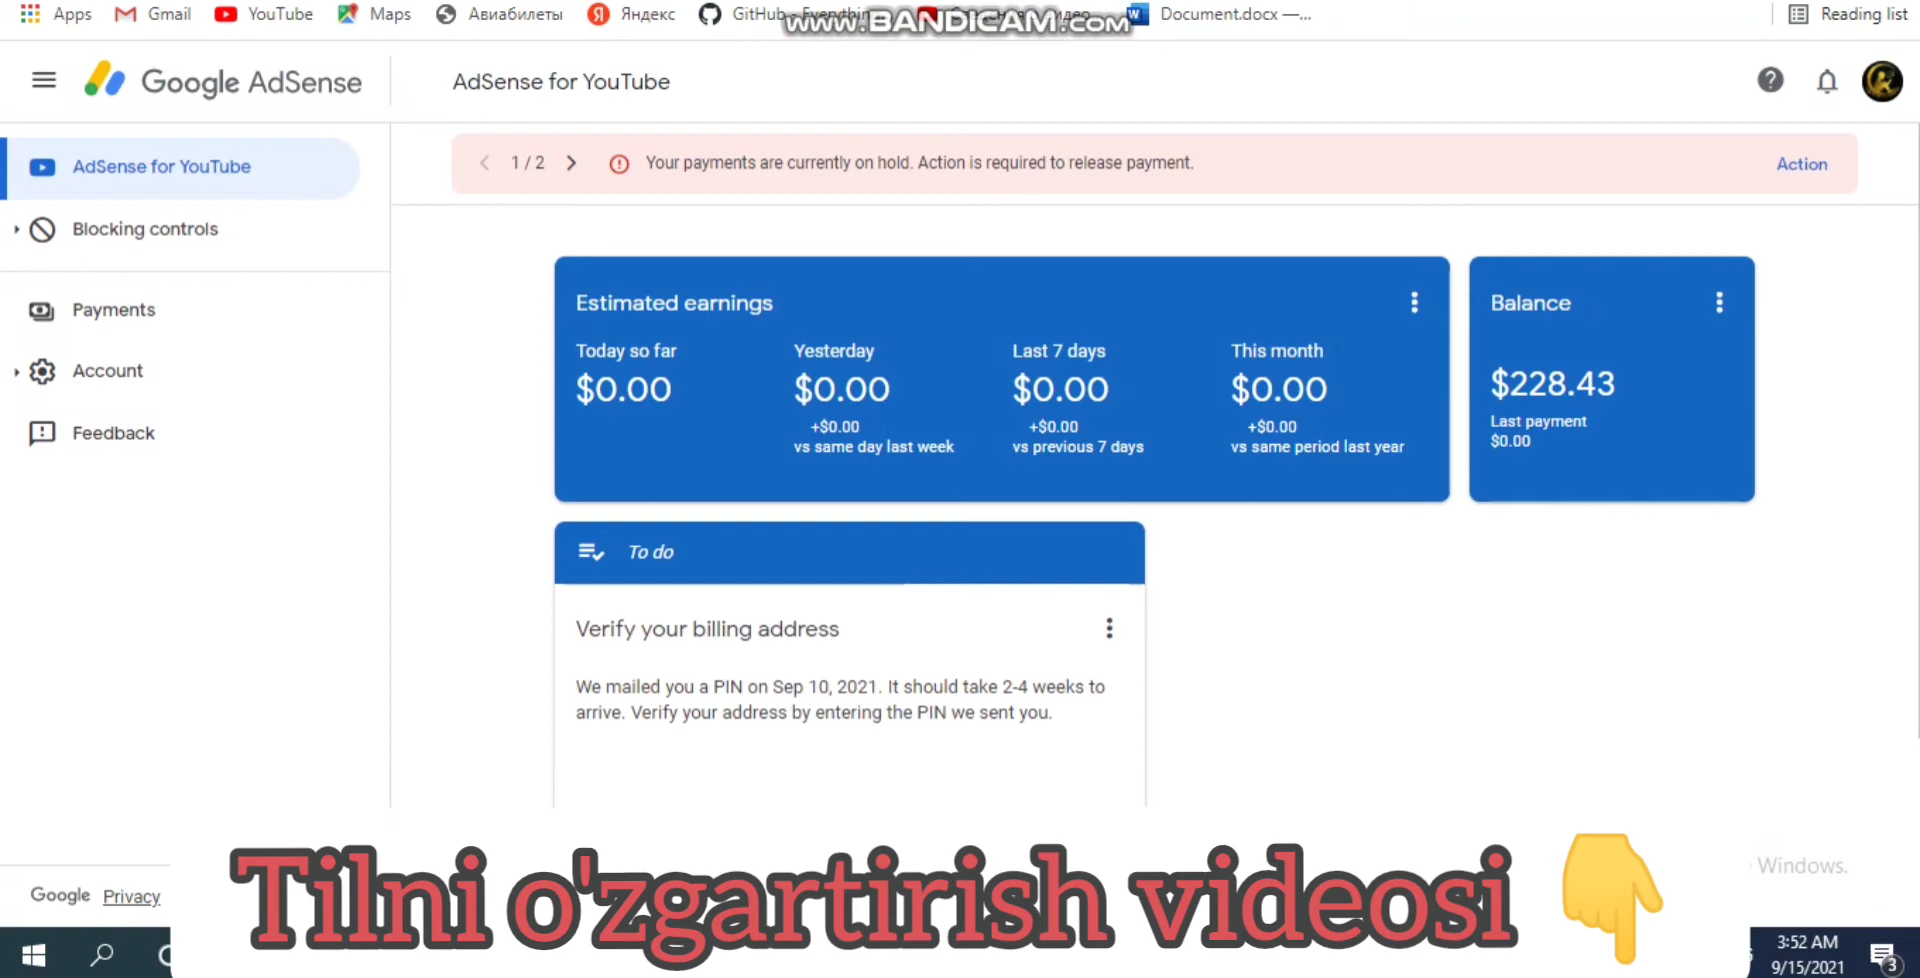 Apps Gmail YouTube Maps Авиабилеты Яндекс GitHub Document.docx —... Reading list
www.BANDICAM.com
Google AdSense
AdSense for YouTube
AdSense for YouTube
1 / 2 Your payments are currently on hold. Action is required to release payment. Action
Blocking controls
Payments
Account
Feedback
Estimated earnings
Today so far Yesterday Last 7 days This month
$0.00 $0.00 $0.00 $0.00
+$0.00 +$0.00 +$0.00
vs same day last week vs previous 7 days vs same period last year
Balance
$228.43
Last payment
$0.00
To do
Verify your billing address
We mailed you a PIN on Sep 10, 2021. It should take 2-4 weeks to
arrive. Verify your address by entering the PIN we sent you.
Windows.
Google Privacy
Tilni o'zgartirish videosi
3:52 AM
9/15/2021
3